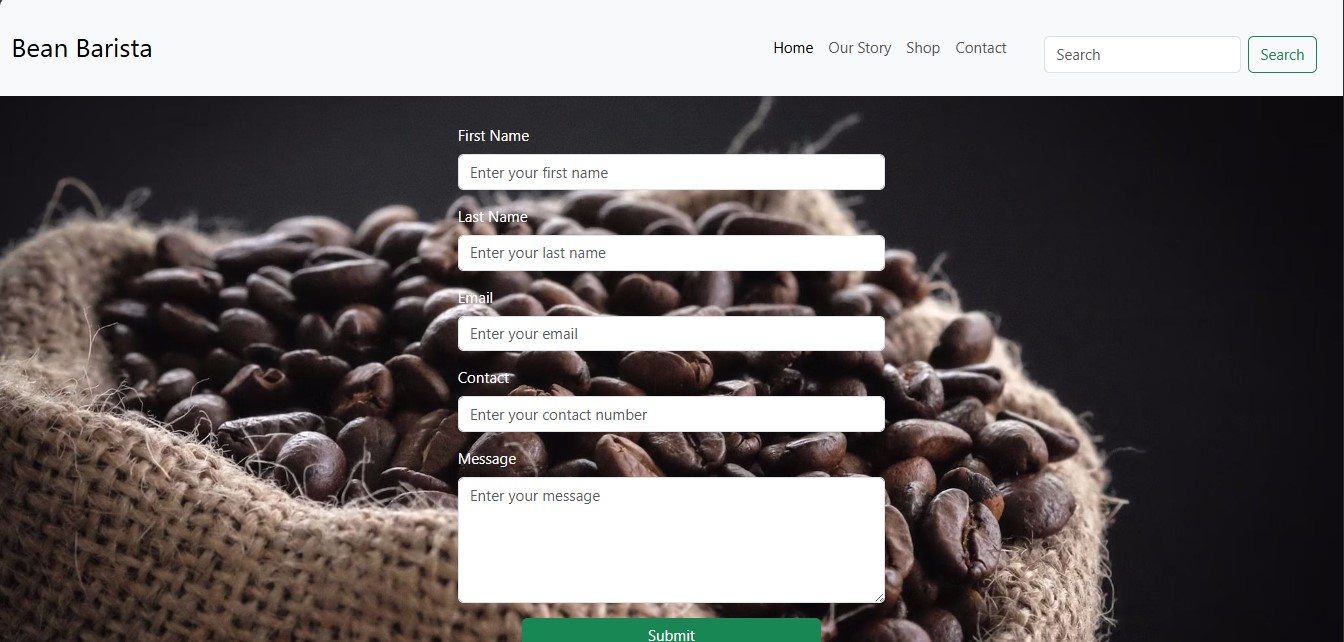 Bean Barista
Home Our Story Shop Contact Search Search
First Name
Enter your first name
Last Name
Enter your last name
Email
Enter your email
Contact
Enter your contact number
Message
Enter your message
Submit